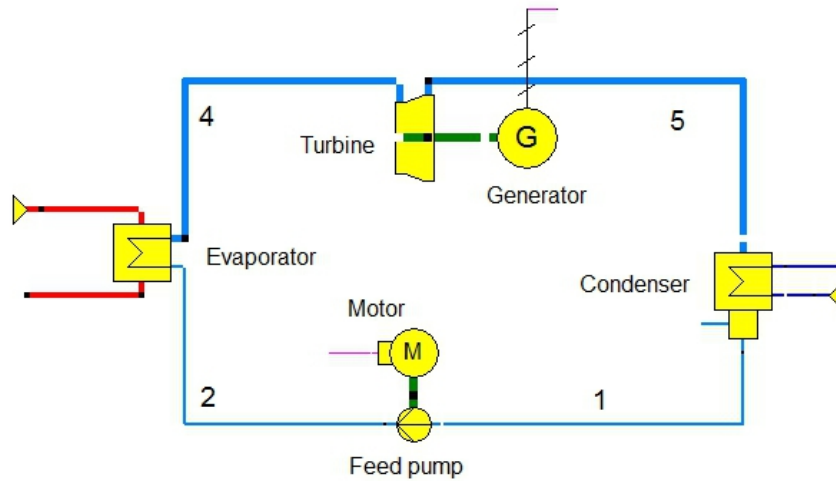 4
5
Turbine
G
Generator
Evaporator
Condenser
Motor
M
2
1
Feed pump